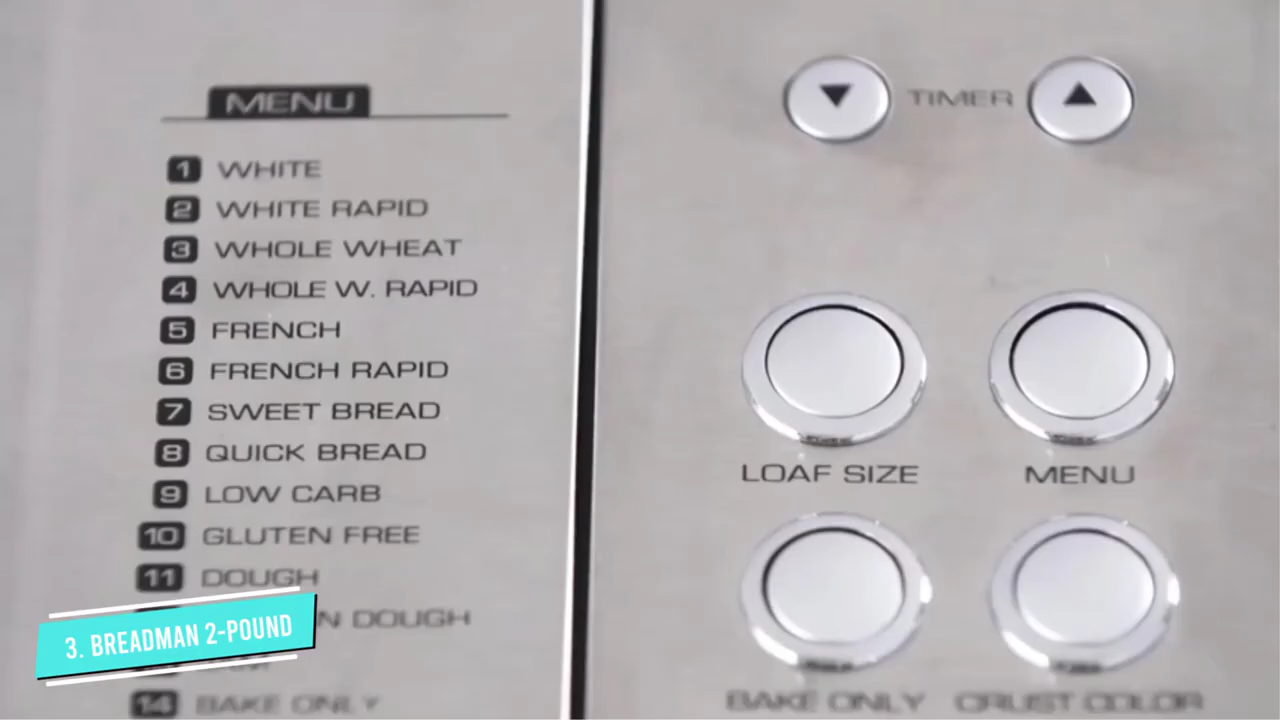 MENU
1 WHITE
2 WHITE RAPID
3 WHOLE WHEAT
4 WHOLE W. RAPID
5 FRENCH
6 FRENCH RAPID
7 SWEET BREAD
8 QUICK BREAD
9 LOW CARB
10 GLUTEN FREE
11 DOUGH
DOUGH
14 BAKE ONLY
3. BREADMAN 2-POUND
▼ TIMER ▲
LOAF SIZE
MENU
BAKE ONLY
CRUST COLOR